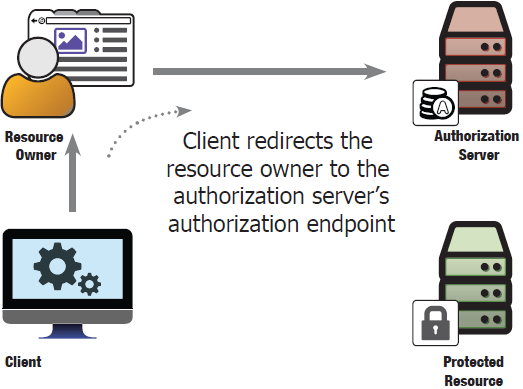 Resource
Owner
Client redirects the
resource owner to the
authorization server's
authorization endpoint
A
Authorization
Server
Client
Protected
Resource